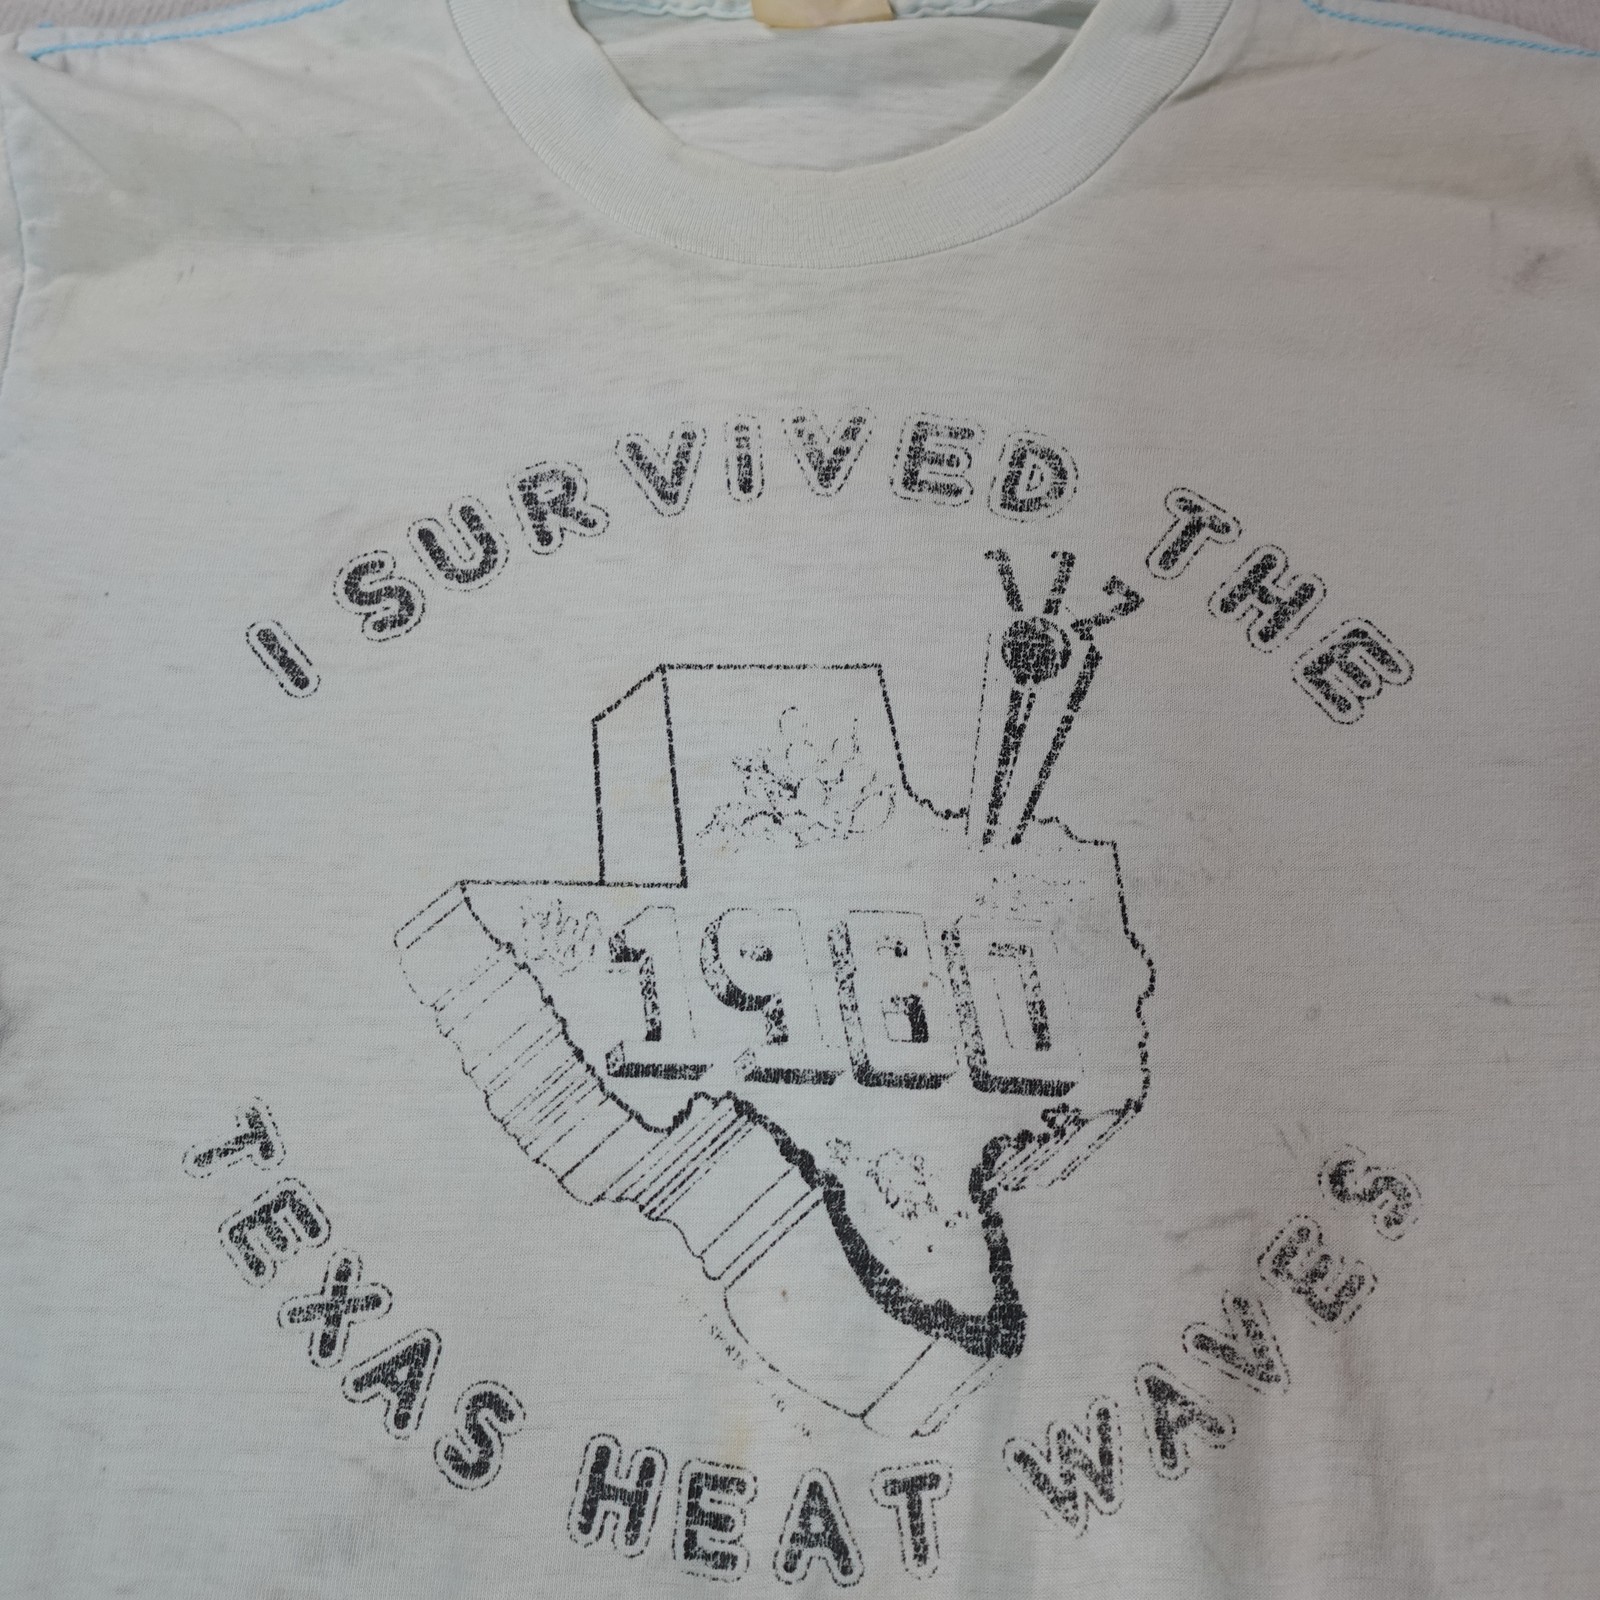 I SURViVED THE
1980
TEXAS HEAT WAVES